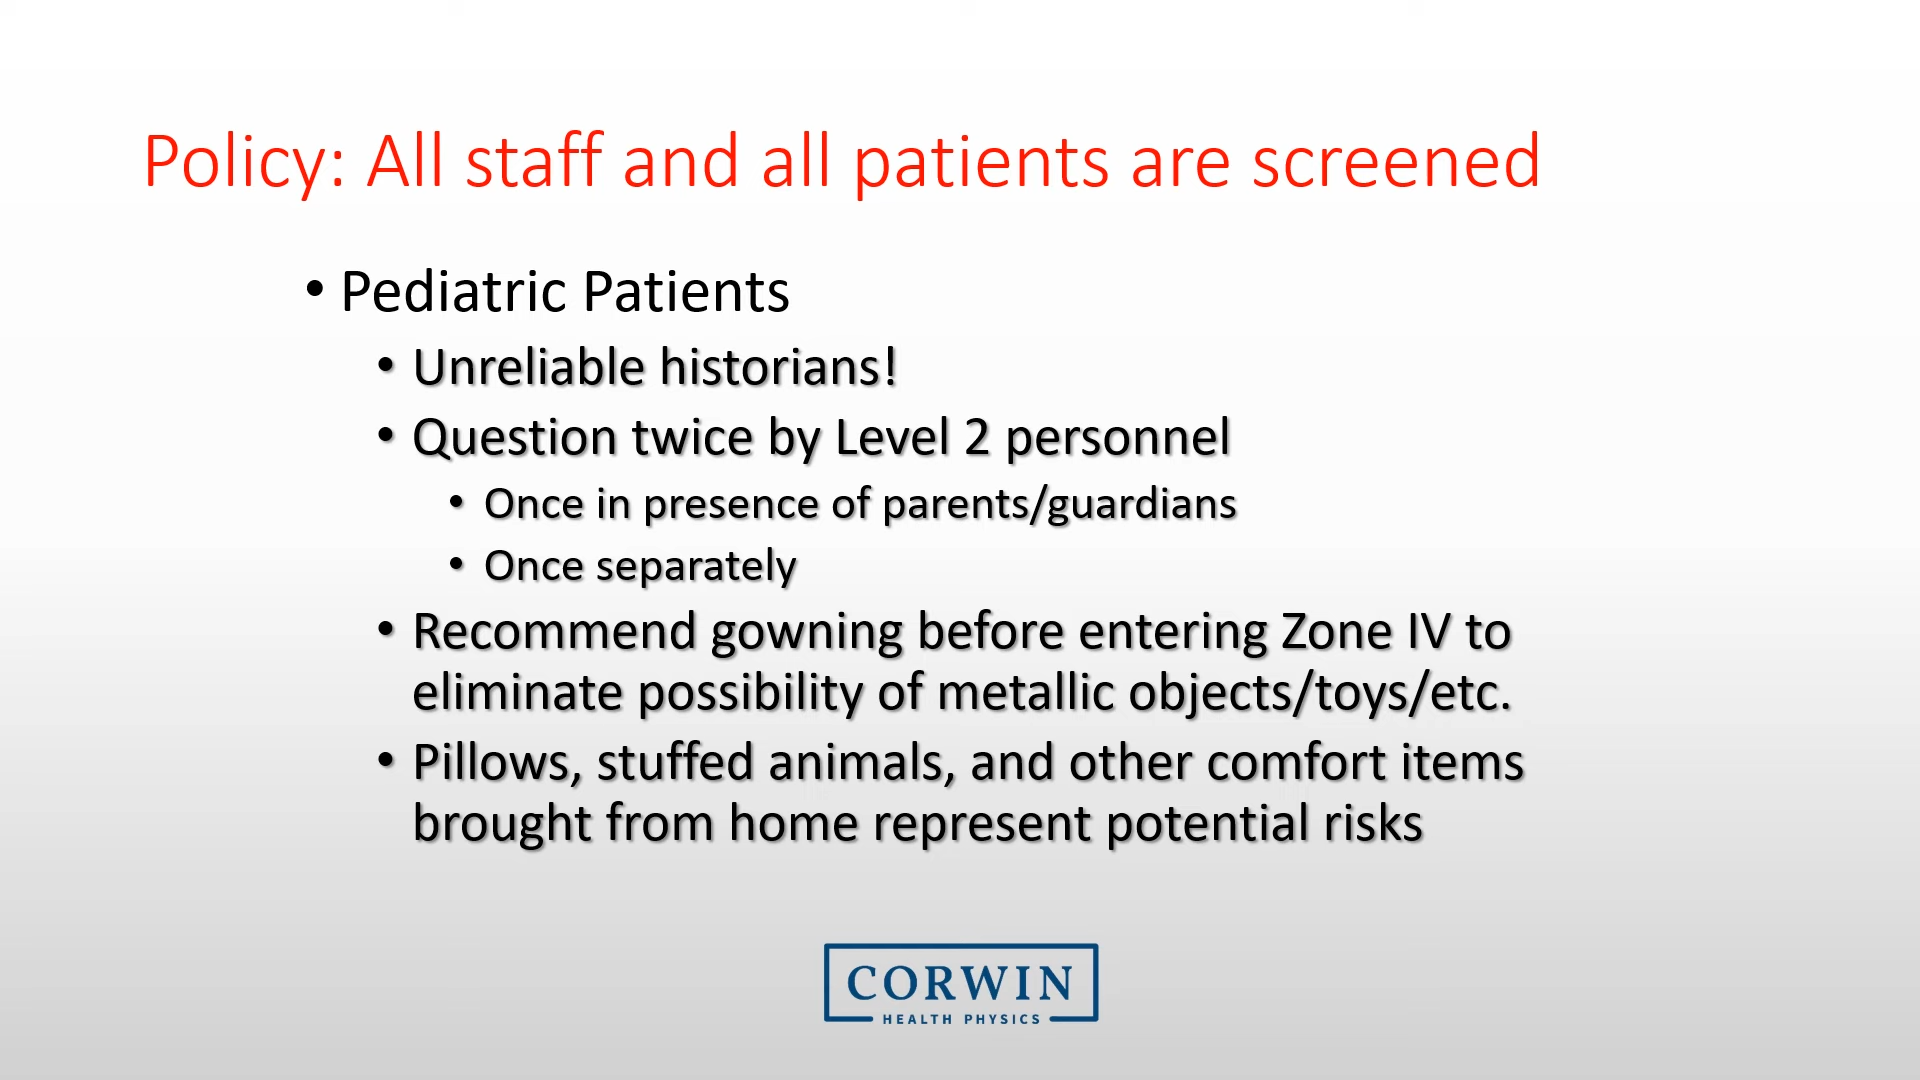 Policy: All staff and all patients are screened
• Pediatric Patients
• Unreliable historians!
• Question twice by Level 2 personnel
• Once in presence of parents/guardians
• Once separately
• Recommend gowning before entering Zone IV to
eliminate possibility of metallic objects/toys/etc.
• Pillows, stuffed animals, and other comfort items
brought from home represent potential risks
CORWIN
HEALTH PHYSICS